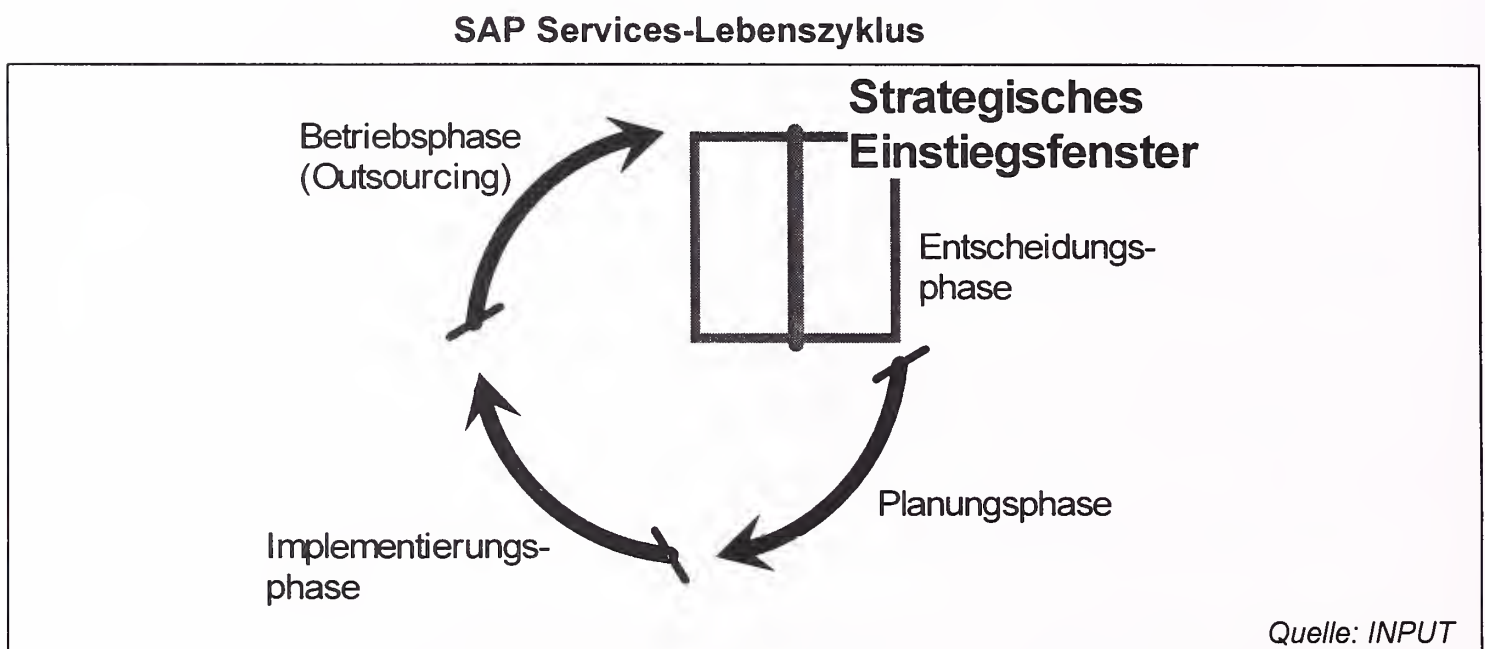 SAP Services-Lebenszyklus
Strategisches
Einstiegsfenster
Betriebsphase
(Outsourcing)
Entscheidungs-
phase
Planungsphase
Implementierungs-
phase
Quelle: INPUT